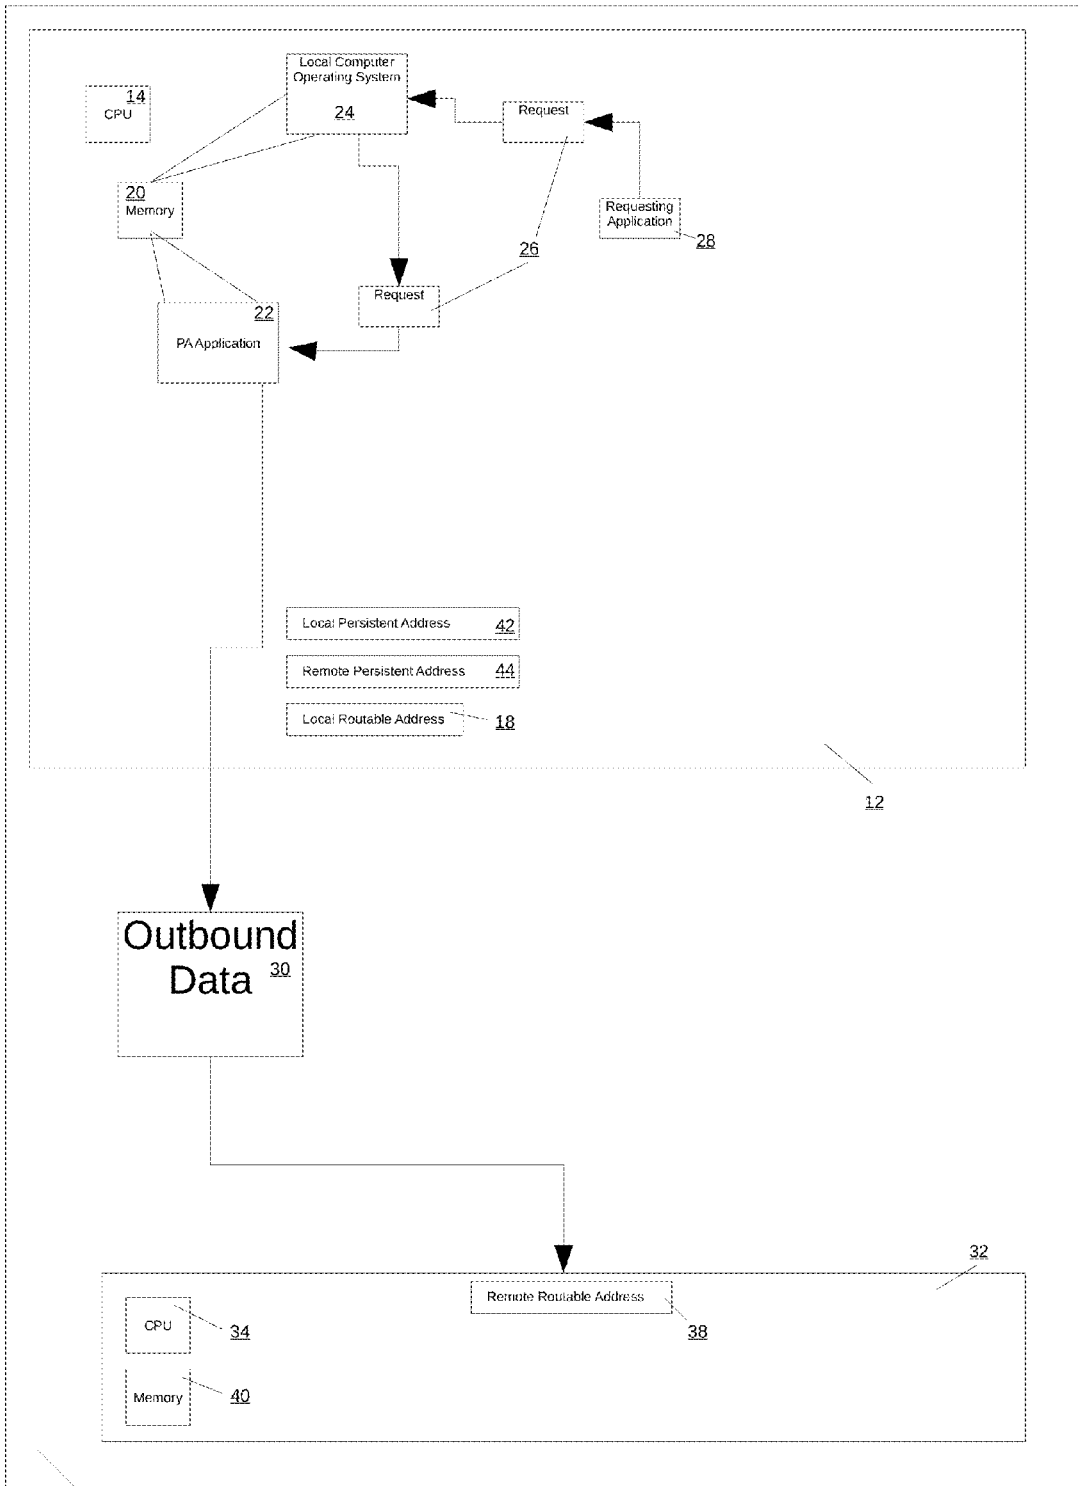 Local Computer
Operating System
24
14
CPU
Request
20
Memory
Requesting
Application
28
26
Request
22
PA Application
Local Persistent Address 42
Remote Persistent Address 44
Local Routable Address 18
12
Outbound
Data 30
32
Remote Routable Address
38
CPU
34
Memory
40